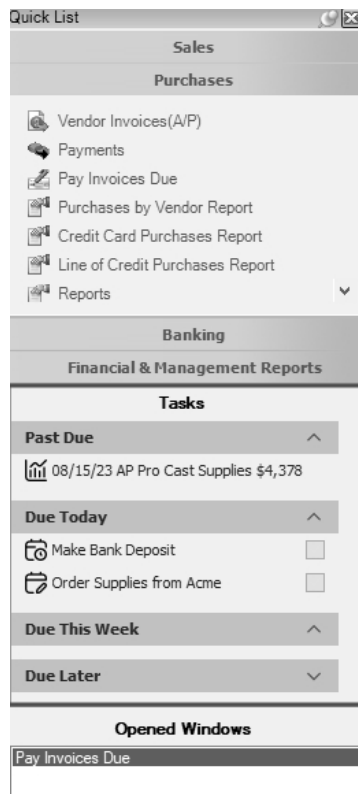 Quick List
Sales
Purchases
Vendor Invoices(A/P)
Payments
Pay Invoices Due
Purchases by Vendor Report
Credit Card Purchases Report
Line of Credit Purchases Report
Reports
Banking
Financial & Management Reports
Tasks
Past Due
08/15/23 AP Pro Cast Supplies $4,378
Due Today
Make Bank Deposit
Order Supplies from Acme
Due This Week
Due Later
Opened Windows
Pay Invoices Due